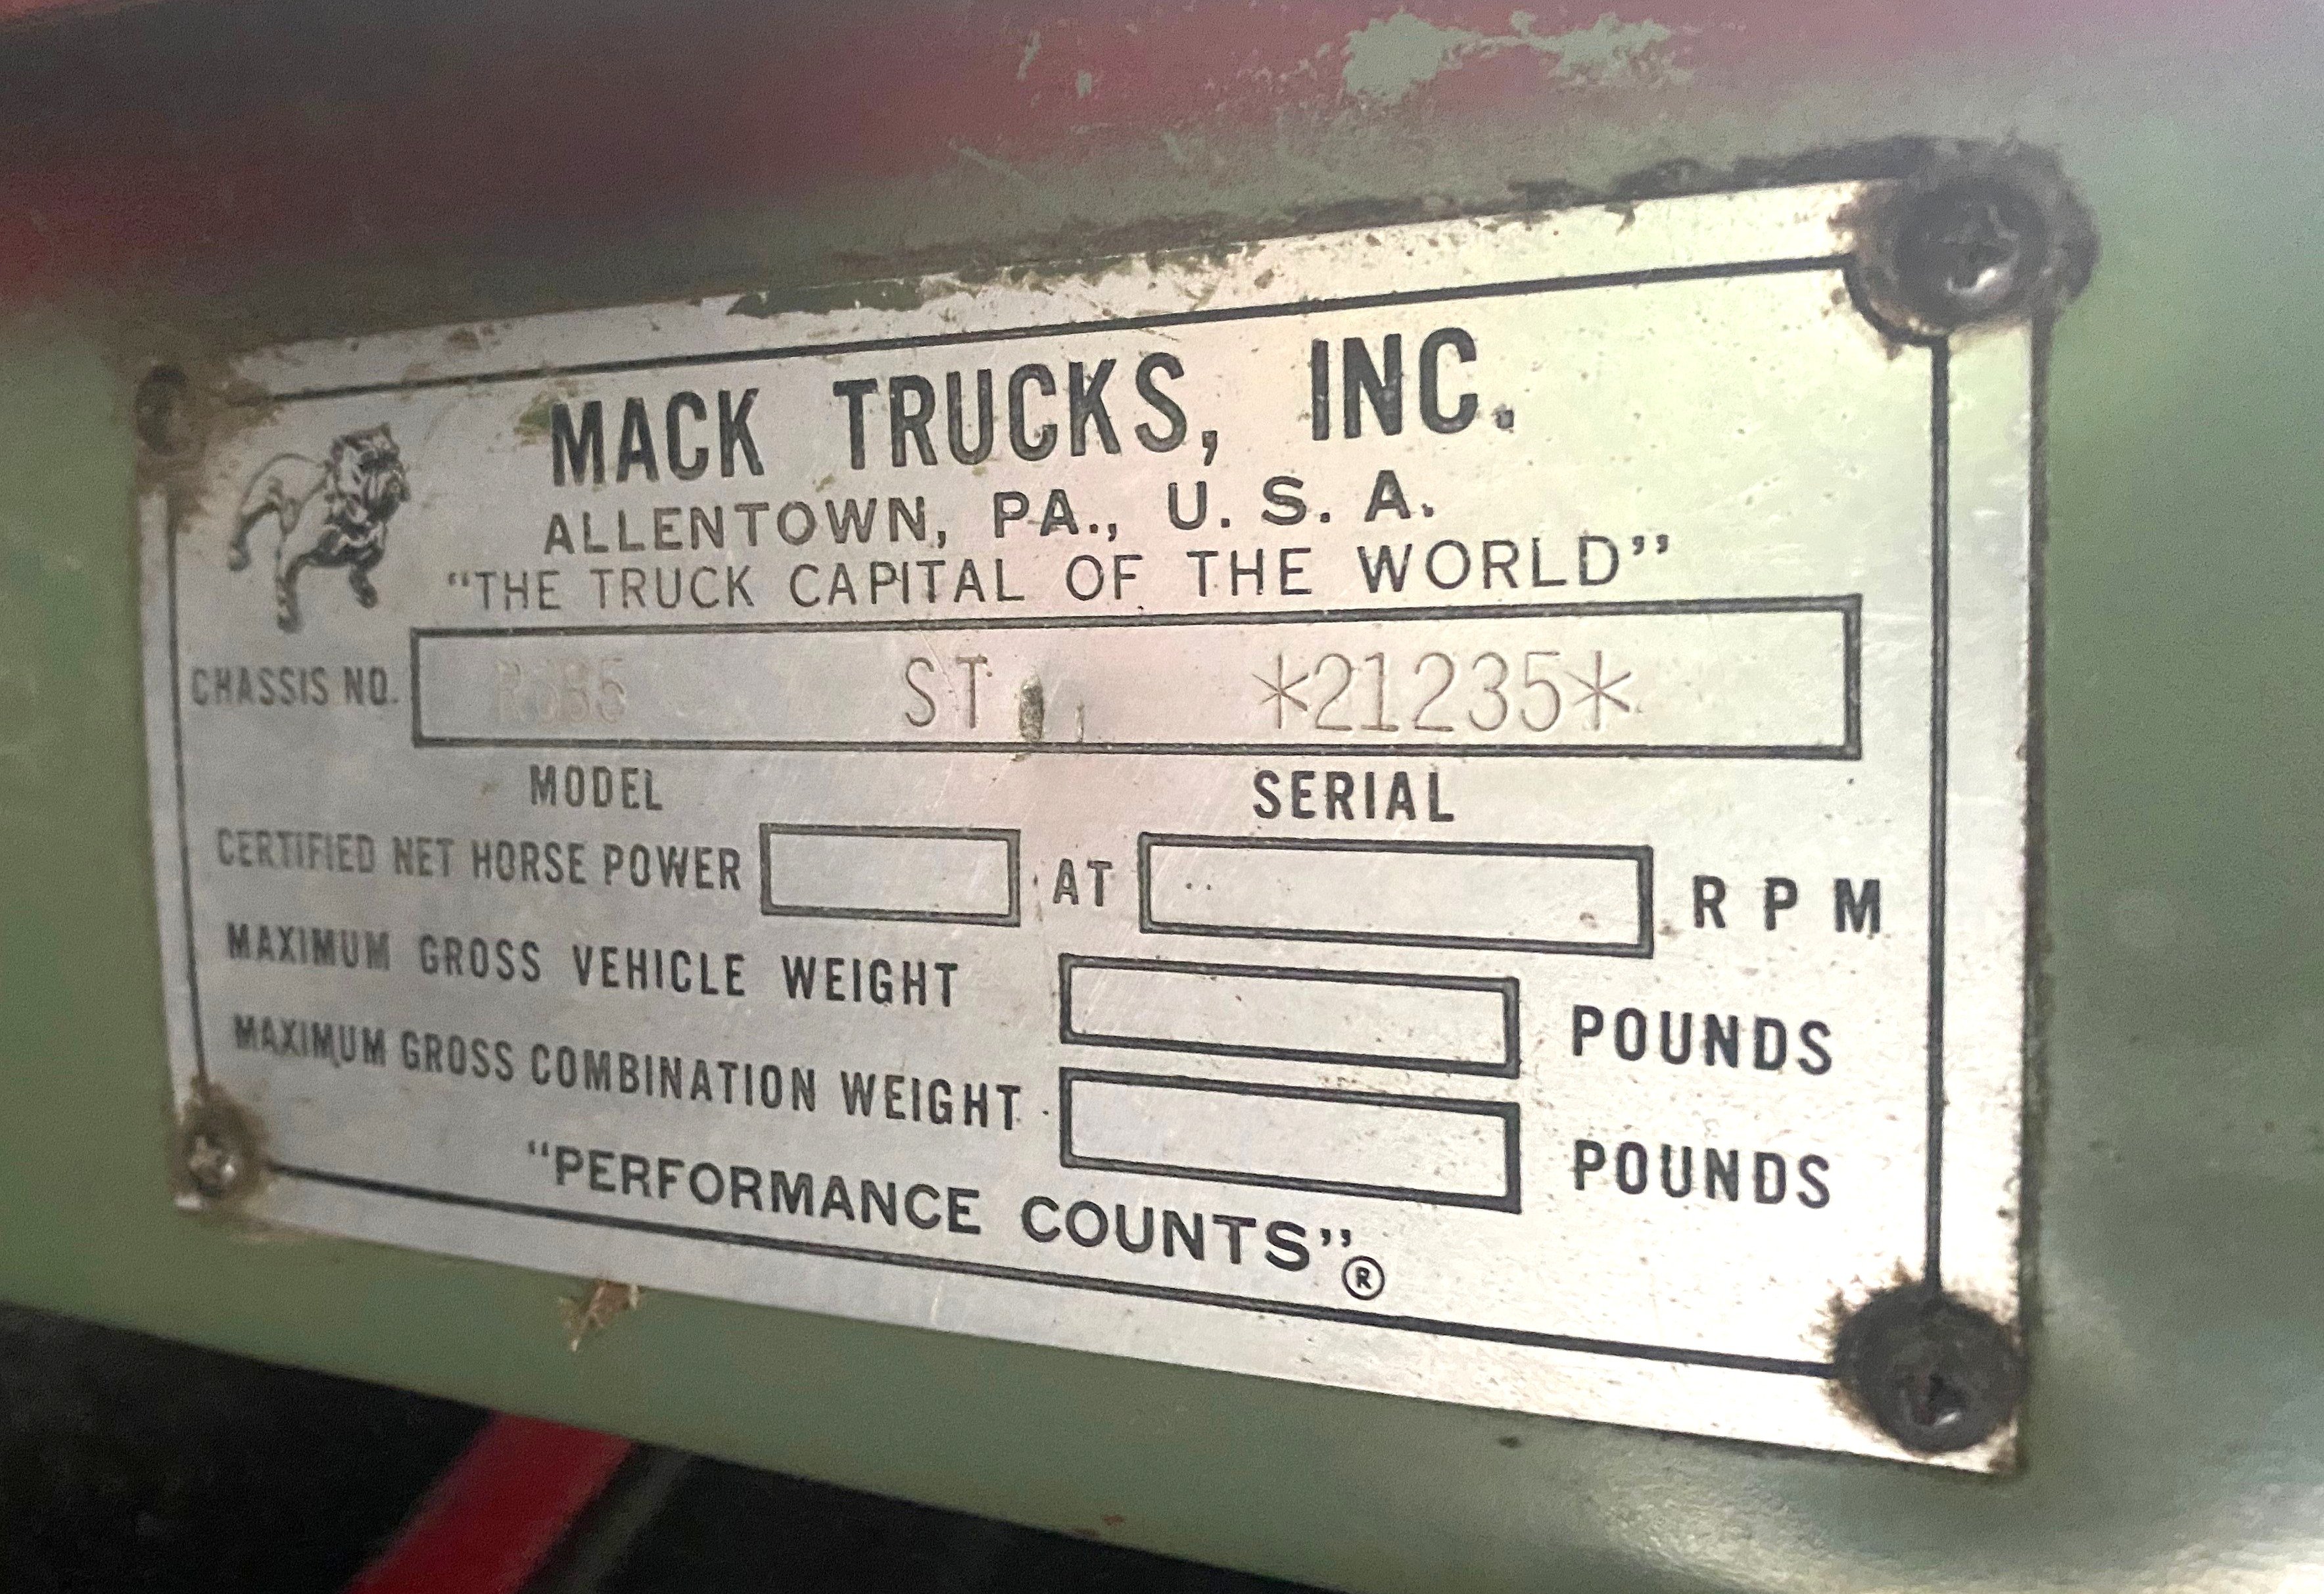 MACK TRUCKS, INC.
ALLENTOWN, PA., U. S. A.
"THE TRUCK CAPITAL OF THE WORLD"
CHASSIS NO. R685 ST *21235*
MODEL SERIAL
CERTIFIED NET HORSE POWER AT RPM
MAXIMUM GROSS VEHICLE WEIGHT POUNDS
MAXIMUM GROSS COMBINATION WEIGHT POUNDS
"PERFORMANCE COUNTS"®